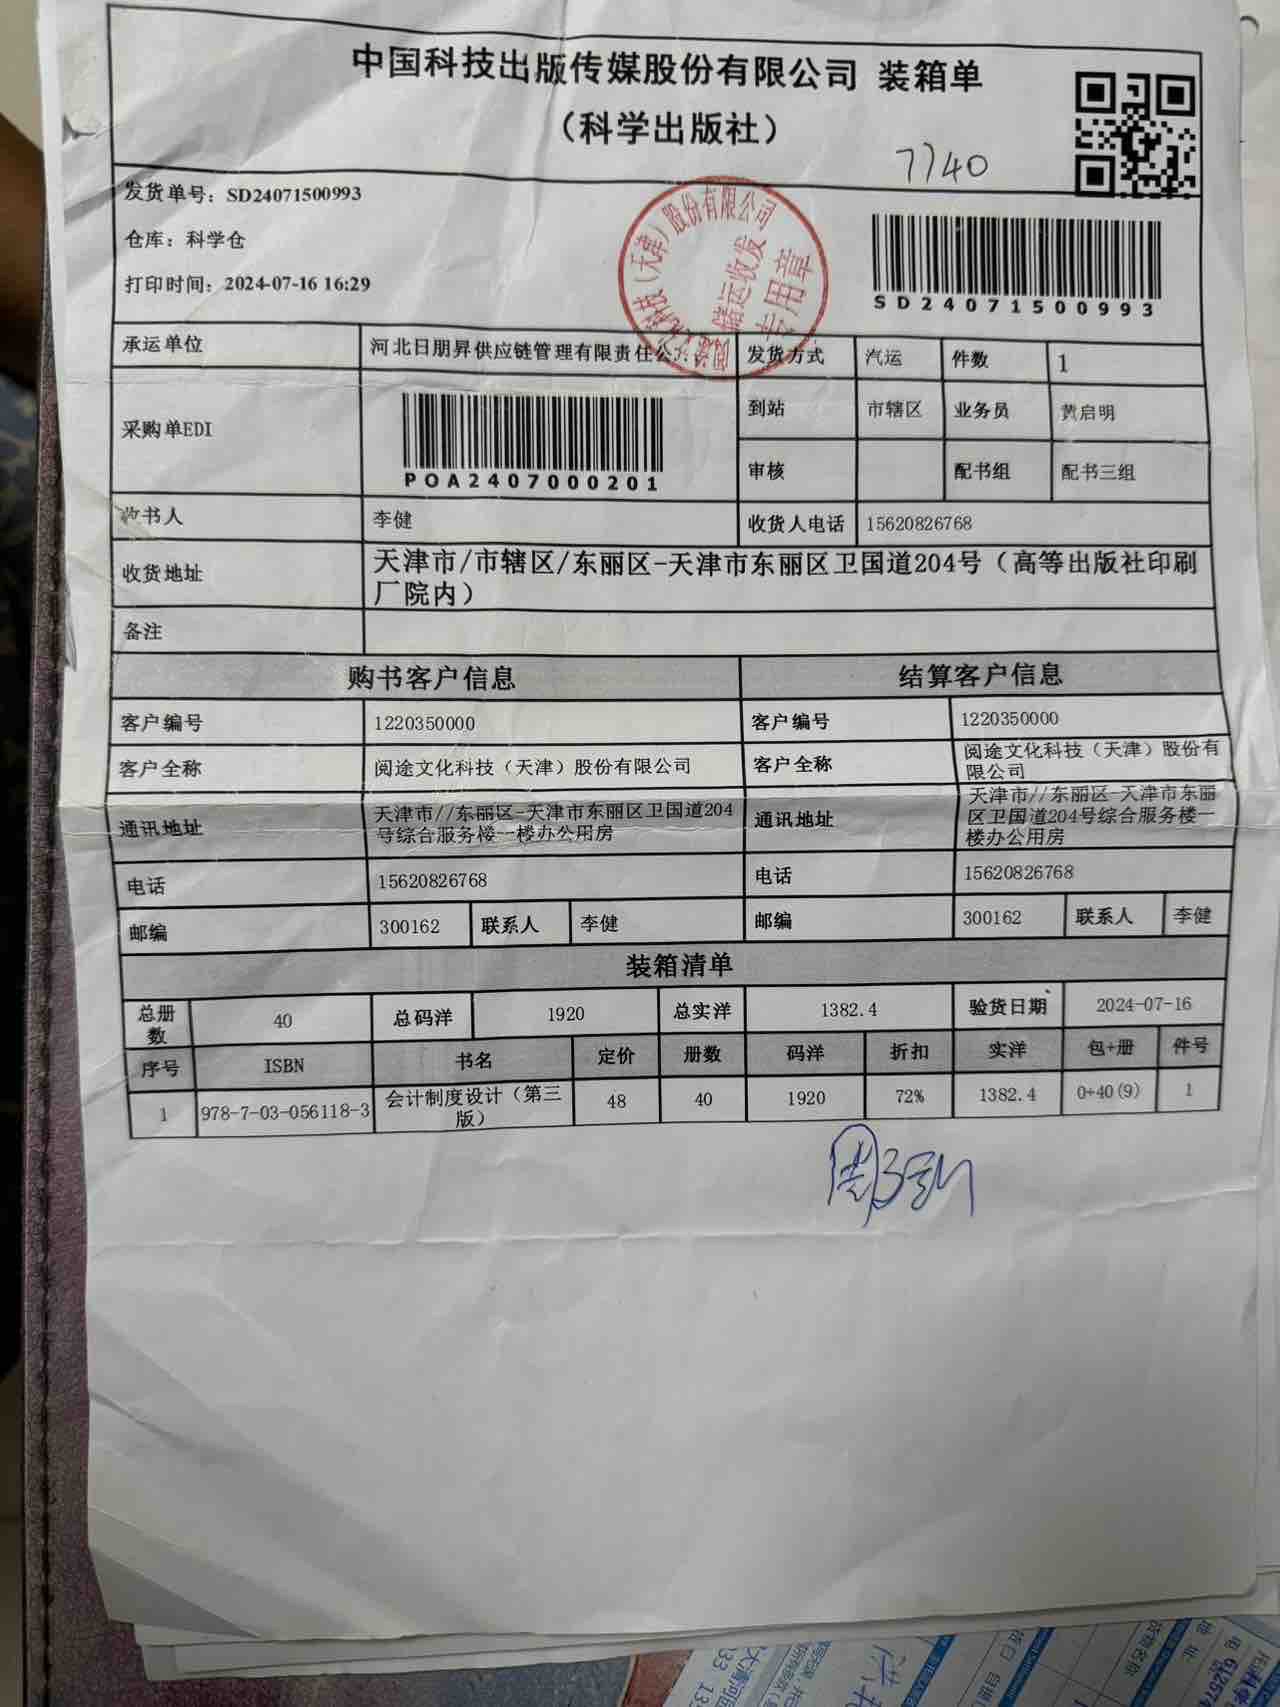 中国科技出版传媒股份有限公司 装箱单
（科学出版社）
7740
发货单号：SD24071500993
仓库：科学仓
打印时间：2024-07-16 16:29
（天津）股份有限公司
储运收发
专用章
SD24071500993
承运单位 河北日朋昇供应链管理有限责任公 发货方式 汽运 件数 1
采购单EDI POA2407000201 到站 市辖区 业务员 黄启明
审核 配书组 配书三组
收书人 李健 收货人电话 15620826768
收货地址 天津市/市辖区/东丽区-天津市东丽区卫国道204号（高等出版社印刷
厂院内）
备注
购书客户信息 结算客户信息
客户编号 1220350000 客户编号 1220350000
客户全称 阅途文化科技（天津）股份有限公司 客户全称 阅途文化科技（天津）股份有
限公司
通讯地址 天津市//东丽区-天津市东丽区卫国道204
号综合服务楼一楼办公用房
通讯地址 天津市//东丽区-天津市东丽
区卫国道204号综合服务楼一
楼办公用房
电话 15620826768 电话 15620826768
邮编 300162 联系人 李健 邮编 300162 联系人 李健
装箱清单
总册
数 40 总码洋 1920 总实洋 1382.4 验货日期 2024-07-16
序号 ISBN 书名 定价 册数 码洋 折扣 实洋 包+册 件号
1 978-7-03-056118-3 会计制度设计（第三
版） 48 40 1920 72% 1382.4 0+40(9) 1